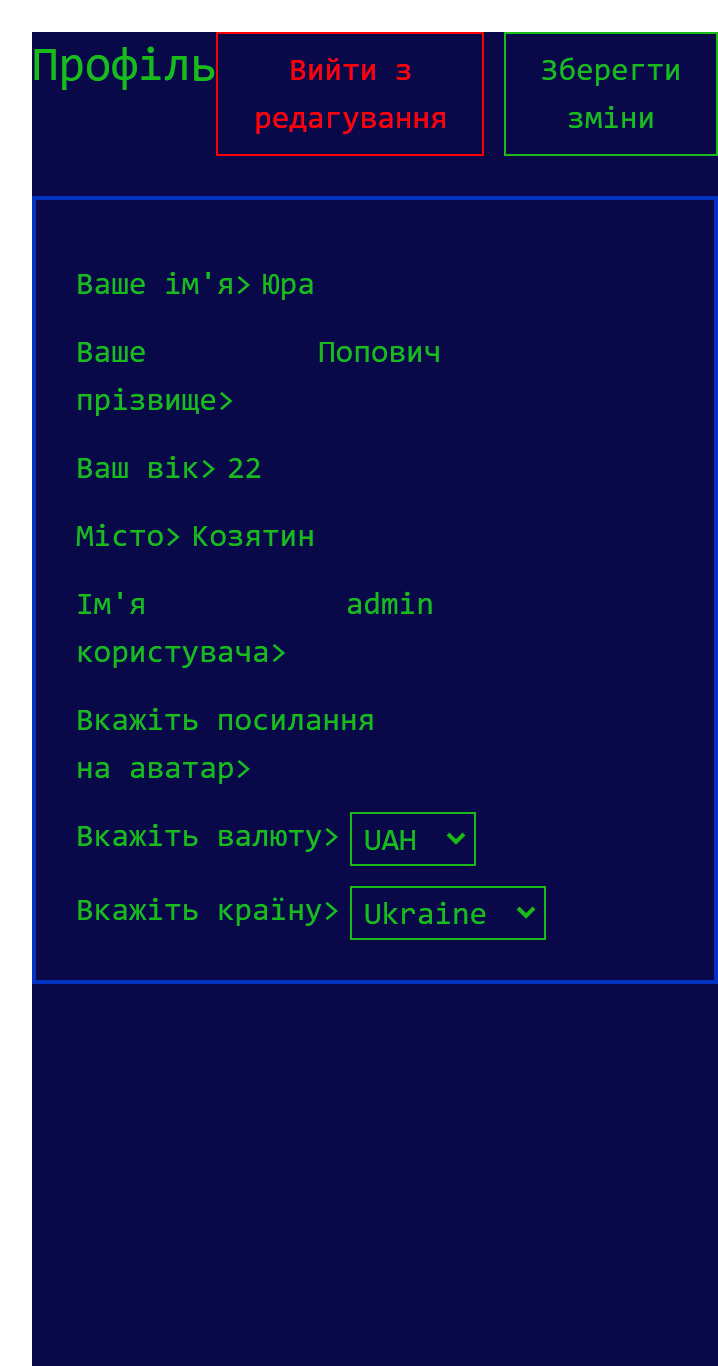 Профіль
Вийти з
редагування
Зберегти
зміни
Ваше ім'я> Юра
Ваше Попович
прізвище>
Ваш вік> 22
Місто> Козятин
Ім'я admin
користувача>
Вкажіть посилання
на аватар>
Вкажіть валюту> UAH
Вкажіть країну> Ukraine